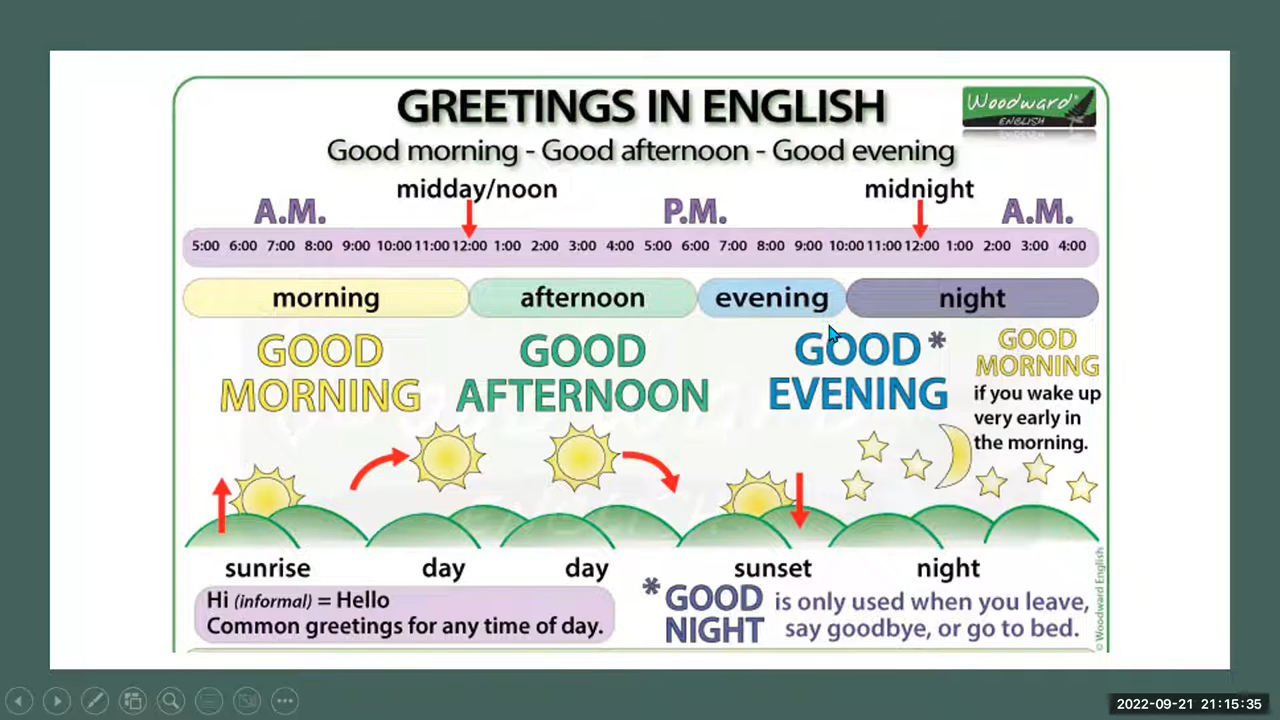 GREETINGS IN ENGLISH
Woodward®
ENGLISH
Good morning - Good afternoon - Good evening
midday/noon
midnight
A.M.
P.M.
A.M.
5:00 6:00 7:00 8:00 9:00 10:00 11:00 12:00 1:00 2:00 3:00 4:00 5:00 6:00 7:00 8:00 9:00 10:00 11:00 12:00 1:00 2:00 3:00 4:00
morning
afternoon
evening
night
GOOD
MORNING
GOOD
AFTERNOON
GOOD *
EVENING
GOOD
MORNING
if you wake up
very early in
the morning.
sunrise
day
day
sunset
night
Hi (informal) = Hello
Common greetings for any time of day.
* GOOD
NIGHT
is only used when you leave,
say goodbye, or go to bed.
© Woodward English
2022-09-21 21:15:35